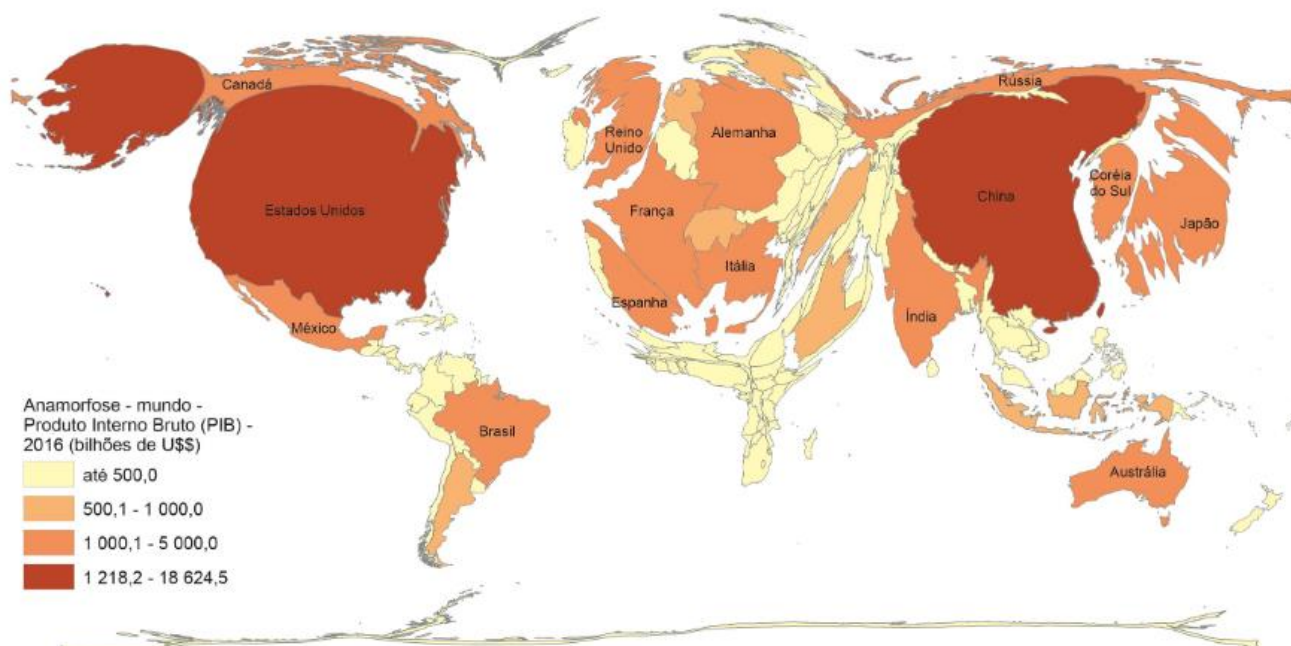 Canadá
Rússia
Reino
Unido
Alemanha
Coréia
do Sul
China
Estados Unidos
França
Japão
Itália
Espanha
Índia
México
Anamorfose - mundo -
Produto Interno Bruto (PIB) -
2016 (bilhões de U$$)
até 500,0
500,1 - 1 000,0
1 000,1 - 5 000,0
1 218,2 - 18 624,5
Brasil
Austrália